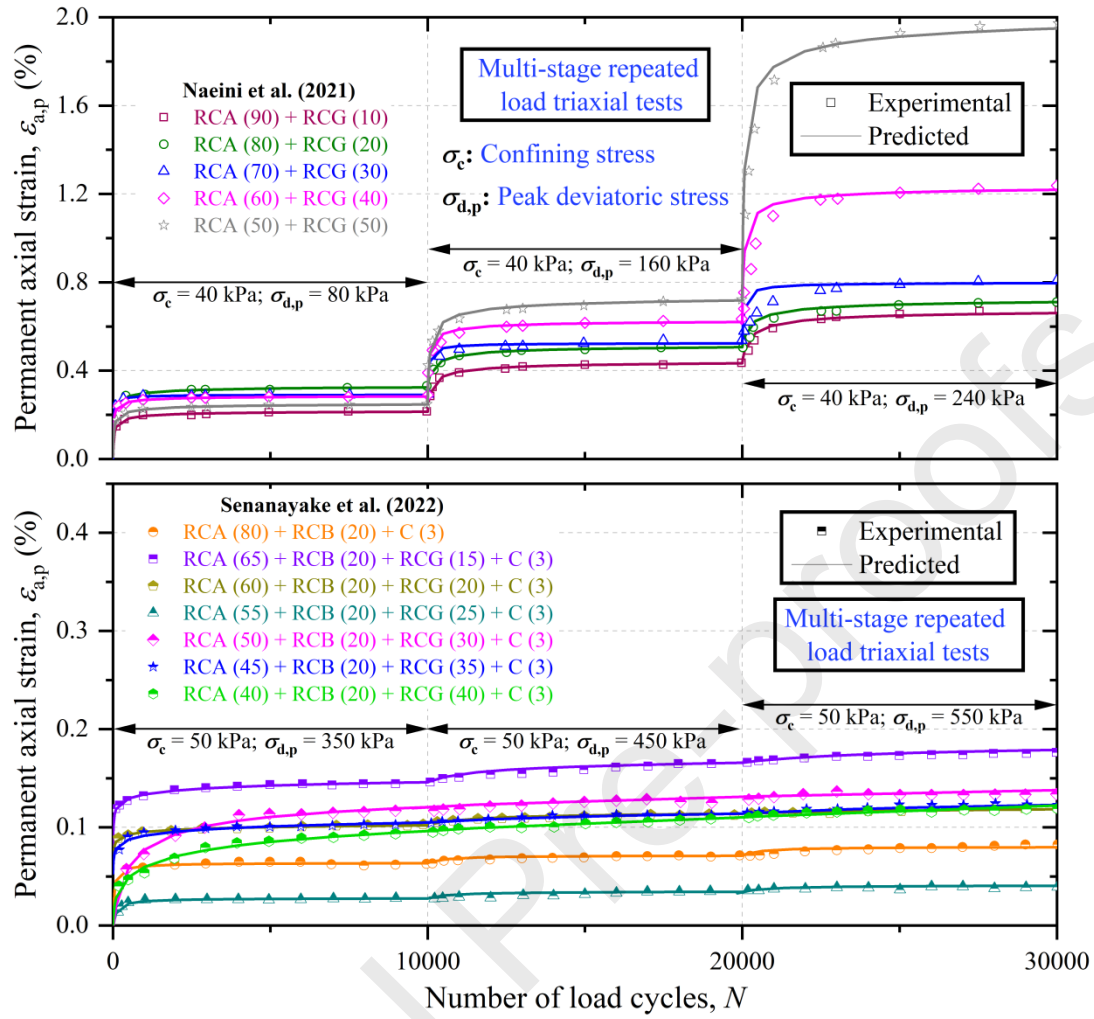 Permanent axial strain, εa,p (%)
2.0
1.6
1.2
0.8
0.4
0.0
Naeini et al. (2021)
RCA (90) + RCG (10)
RCA (80) + RCG (20)
RCA (70) + RCG (30)
RCA (60) + RCG (40)
RCA (50) + RCG (50)
Multi-stage repeated
load triaxial tests
σc: Confining stress
σd,p: Peak deviatoric stress
Experimental
Predicted
σc = 40 kPa; σd,p = 80 kPa
σc = 40 kPa; σd,p = 160 kPa
σc = 40 kPa; σd,p = 240 kPa
Permanent axial strain, εa,p (%)
0.4
0.3
0.2
0.1
0.0
Senanayake et al. (2022)
RCA (80) + RCB (20) + C (3)
RCA (65) + RCB (20) + RCG (15) + C (3)
RCA (60) + RCB (20) + RCG (20) + C (3)
RCA (55) + RCB (20) + RCG (25) + C (3)
RCA (50) + RCB (20) + RCG (30) + C (3)
RCA (45) + RCB (20) + RCG (35) + C (3)
RCA (40) + RCB (20) + RCG (40) + C (3)
Experimental
Predicted
Multi-stage repeated
load triaxial tests
σc = 50 kPa; σd,p = 350 kPa
σc = 50 kPa; σd,p = 450 kPa
σc = 50 kPa; σd,p = 550 kPa
0
10000
20000
30000
Number of load cycles, N
Pre-proofs